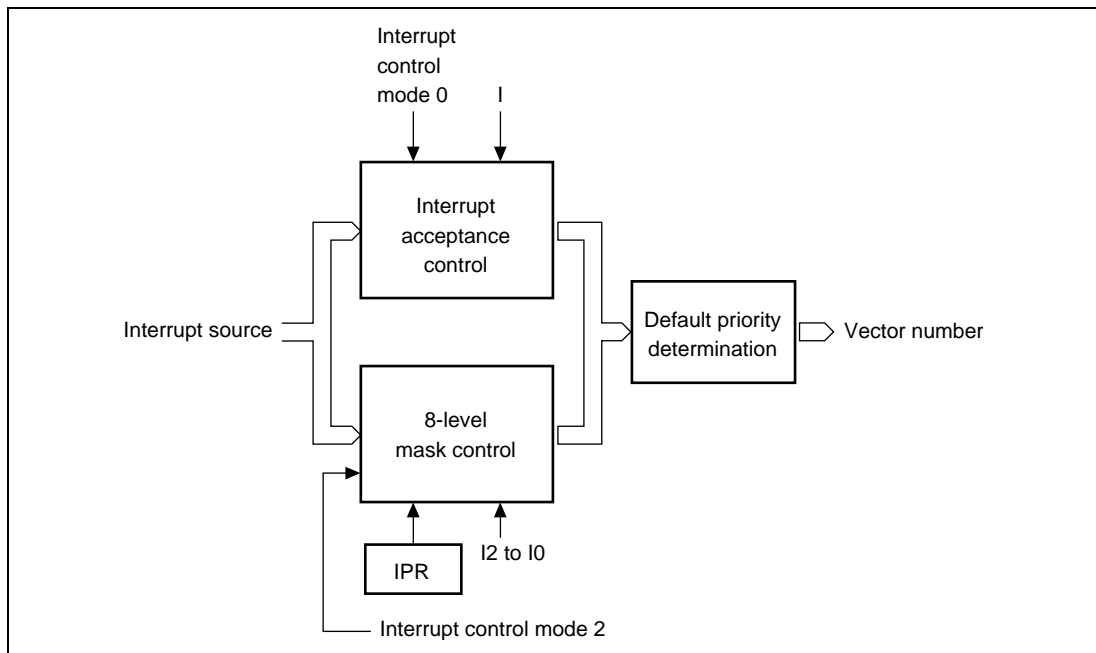 Interrupt
control
mode 0
I
Interrupt
acceptance
control
Interrupt source
Default priority
determination
Vector number
8-level
mask control
I2 to I0
IPR
Interrupt control mode 2